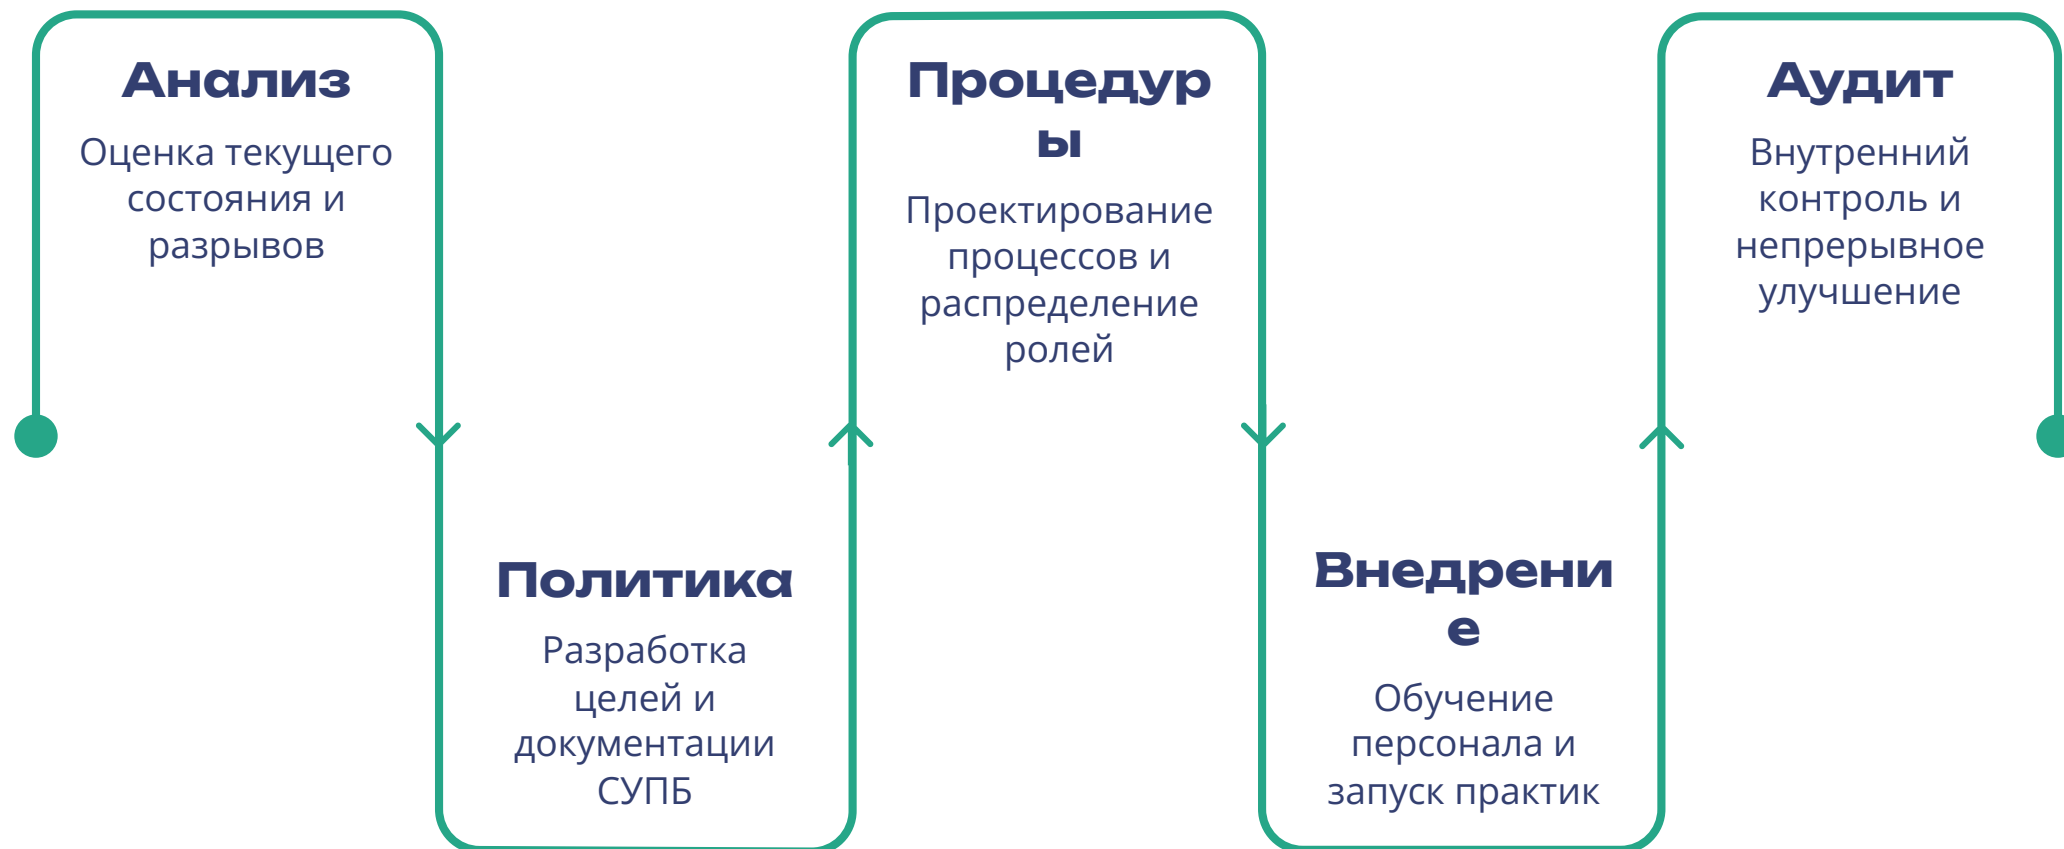 Анализ
Оценка текущего
состояния и
разрывов
Политика
Разработка
целей и
документации
СУПБ
Процедур
ы
Проектирование
процессов и
распределение
ролей
Внедрени
е
Обучение
персонала и
запуск практик
Аудит
Внутренний
контроль и
непрерывное
улучшение